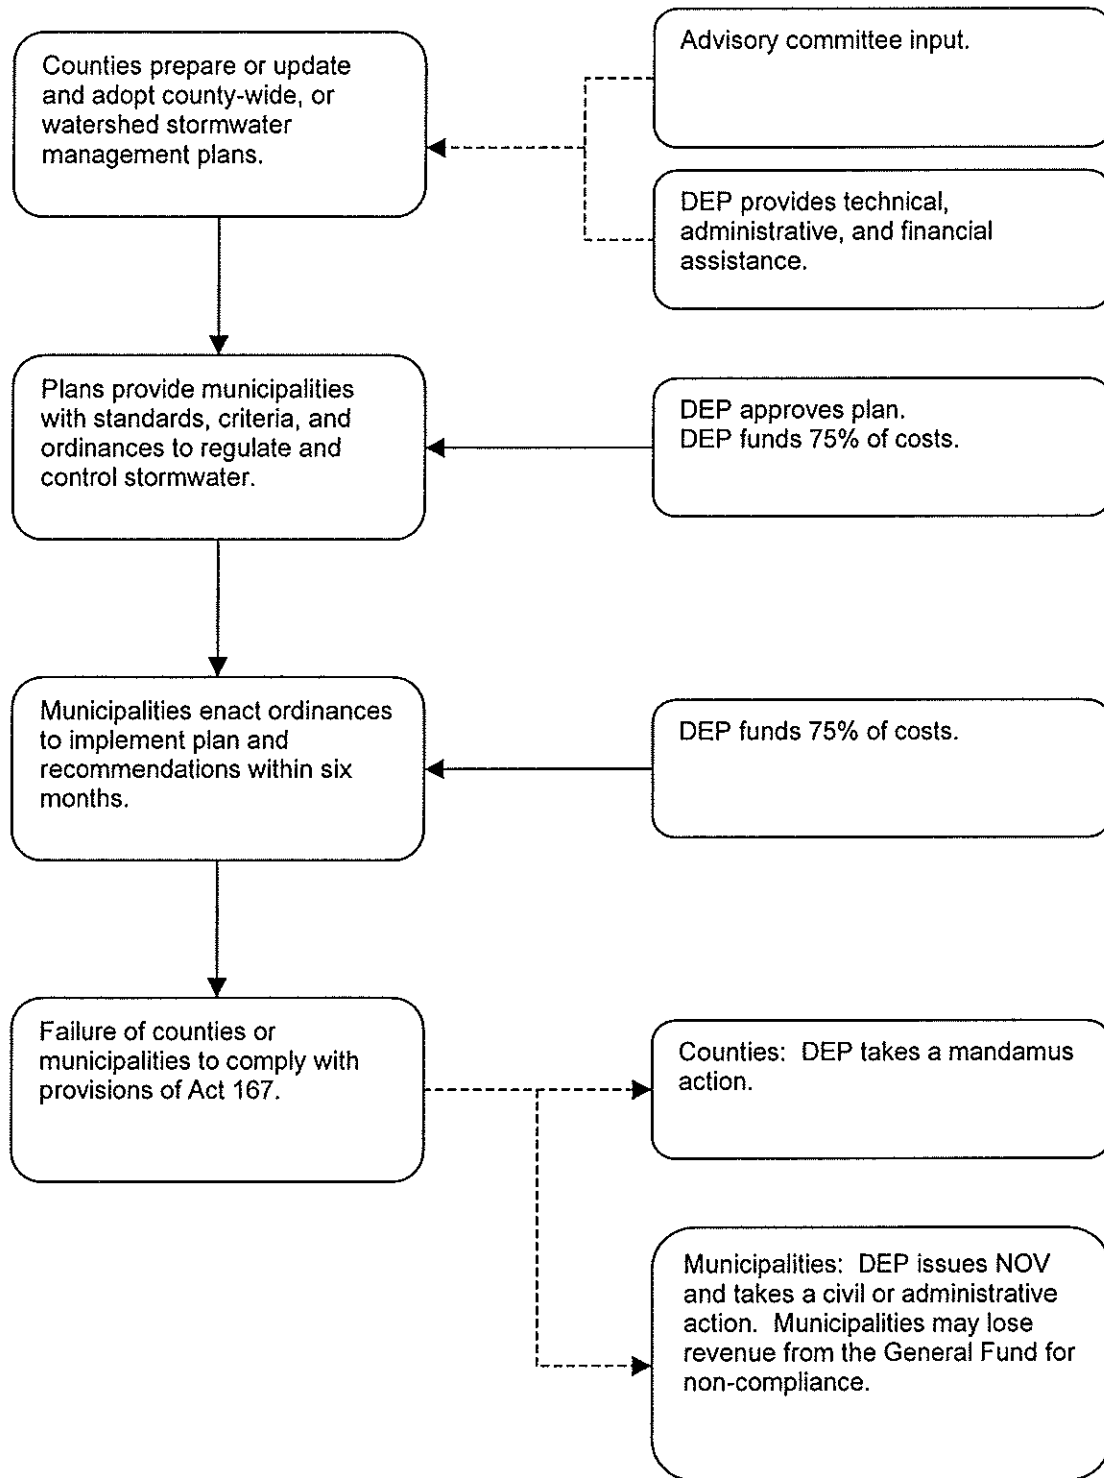 Counties prepare or update
and adopt county-wide, or
watershed stormwater
management plans.
Advisory committee input.
DEP provides technical,
administrative, and financial
assistance.
Plans provide municipalities
with standards, criteria, and
ordinances to regulate and
control stormwater.
DEP approves plan.
DEP funds 75% of costs.
Municipalities enact ordinances
to implement plan and
recommendations within six
months.
DEP funds 75% of costs.
Failure of counties or
municipalities to comply with
provisions of Act 167.
Counties:  DEP takes a mandamus
action.
Municipalities:  DEP issues NOV
and takes a civil or administrative
action.  Municipalities may lose
revenue from the General Fund for
non-compliance.